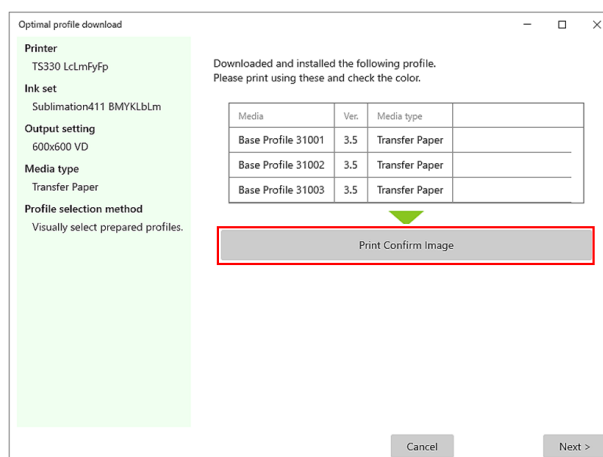 Optimal profile download
Printer
TS330 LcLmFyFp
Ink set
Sublimation411 BMYKLbLm
Output setting
600x600 VD
Media type
Transfer Paper
Profile selection method
Visually select prepared profiles.
Downloaded and installed the following profile.
Please print using these and check the color.
Media Ver. Media type
Base Profile 31001 3.5 Transfer Paper
Base Profile 31002 3.5 Transfer Paper
Base Profile 31003 3.5 Transfer Paper
Print Confirm Image
Cancel Next >